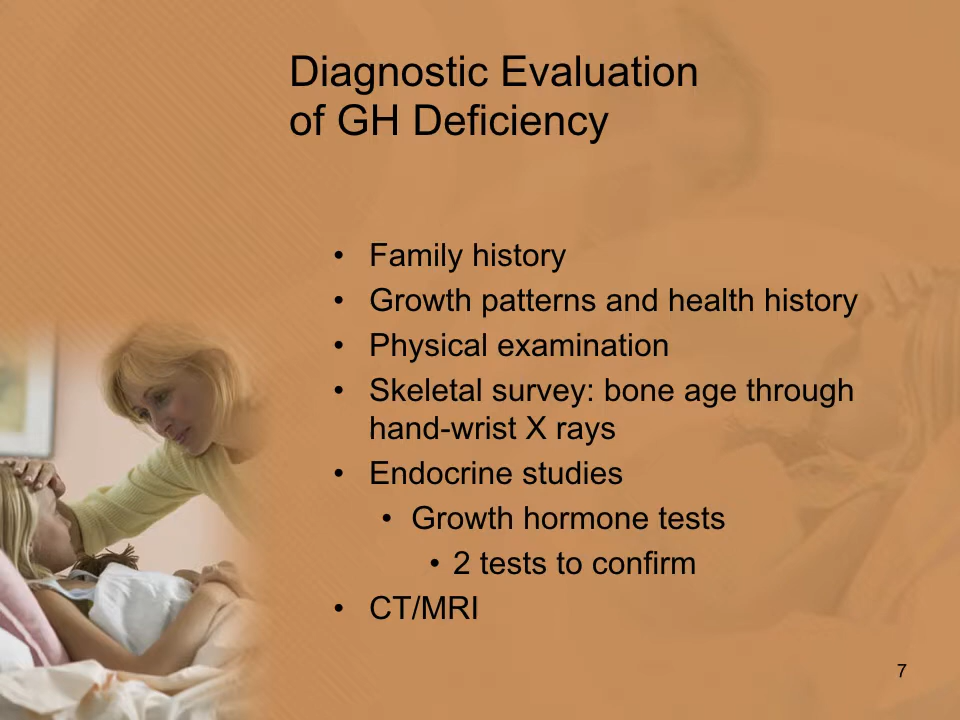 Diagnostic Evaluation
of GH Deficiency
• Family history
• Growth patterns and health history
• Physical examination
• Skeletal survey: bone age through
hand-wrist X rays
• Endocrine studies
• Growth hormone tests
• 2 tests to confirm
• CT/MRI
7